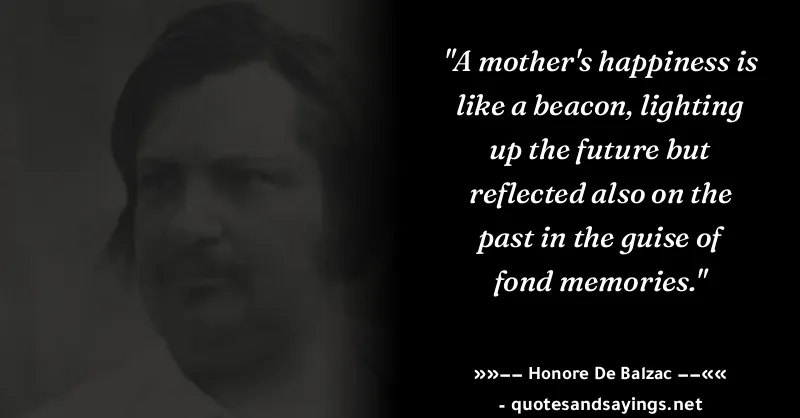 "A mother's happiness is
like a beacon, lighting
up the future but
reflected also on the
past in the guise of
fond memories."
»»−− Honore De Balzac −−««
- quotesandsayings.net